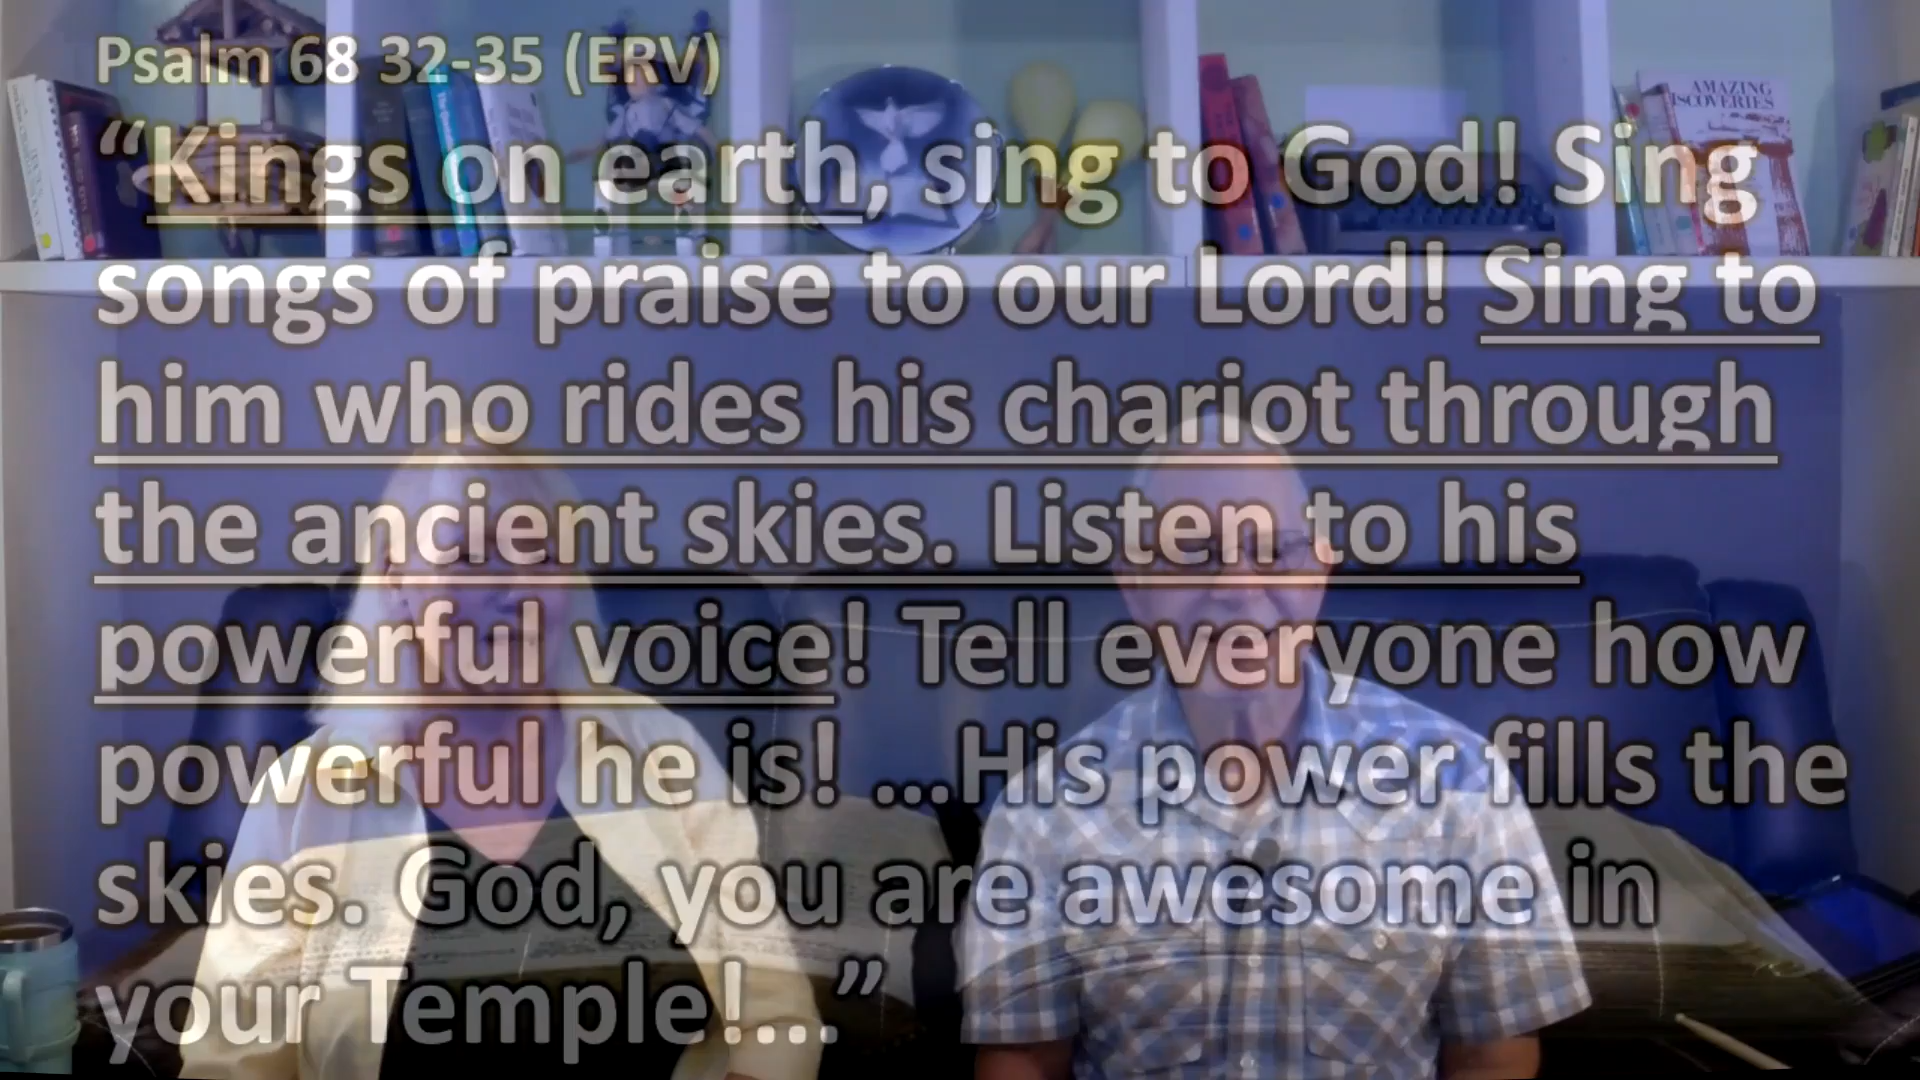 Psalm 68 32-35 (ERV)
“Kings on earth, sing to God! Sing
songs of praise to our Lord! Sing to
him who rides his chariot through
the ancient skies. Listen to his
powerful voice! Tell everyone how
powerful he is! ...His power fills the
skies. God, you are awesome in
your Temple!...”
AMAZING
DISCOVERIES